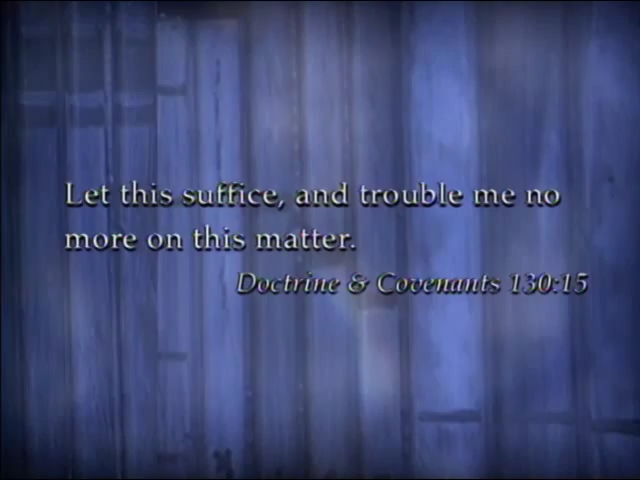 Let this suffice, and trouble me no
more on this matter.
Doctrine & Covenants 130:15